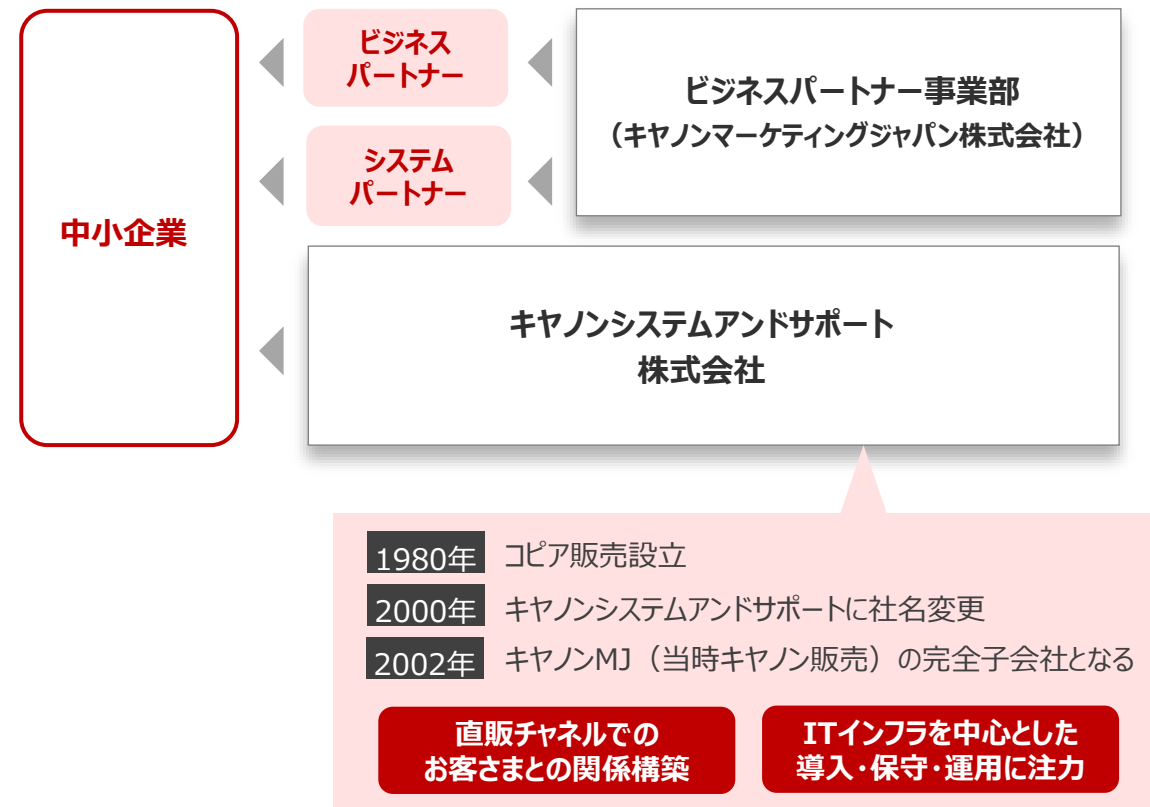 中小企業
ビジネス
パートナー
システム
パートナー
ビジネスパートナー事業部
（キヤノンマーケティングジャパン株式会社）
キヤノンシステムアンドサポート
株式会社
1980年 コピア販売設立
2000年 キヤノンシステムアンドサポートに社名変更
2002年 キヤノンMJ（当時キヤノン販売）の完全子会社となる
直販チャネルでの
お客さまとの関係構築
ITインフラを中心とした
導入・保守・運用に注力